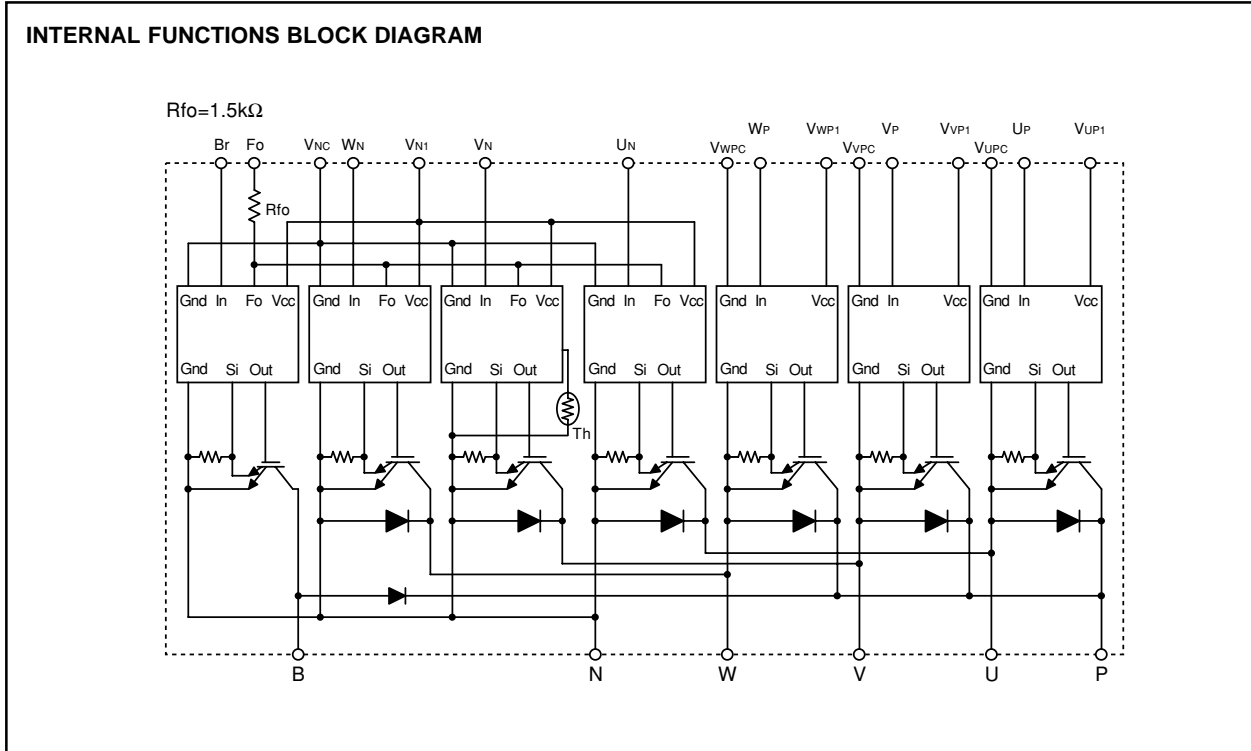 INTERNAL FUNCTIONS BLOCK DIAGRAM
Rfo=1.5kΩ
WP VWP1 VP VVP1 UP VUP1
Br Fo VNC WN VN1 VN UN VWPC VVPC VUPC
Rfo
Gnd In Fo Vcc Gnd In Fo Vcc Gnd In Fo Vcc Gnd In Fo Vcc Gnd In Vcc Gnd In Vcc Gnd In Vcc
Gnd Si Out Gnd Si Out Gnd Si Out Gnd Si Out Gnd Si Out Gnd Si Out Gnd Si Out
Th
B N W V U P